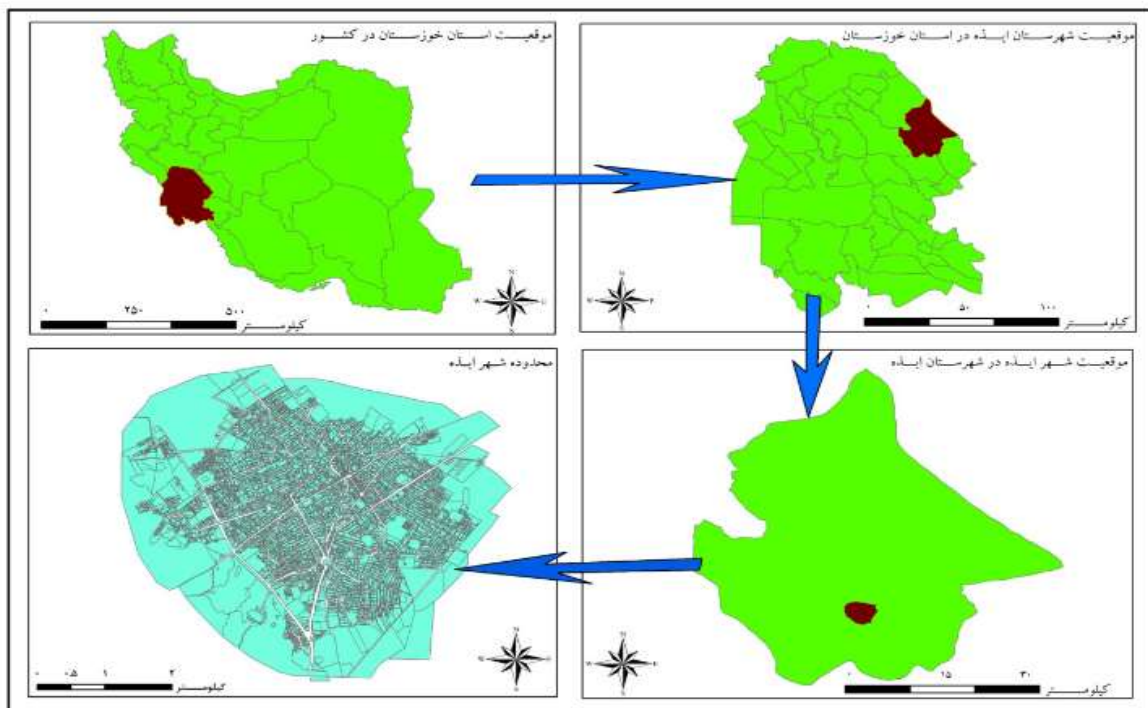 موقعیت استان خوزستان در کشور
N
W
E
S
۰ ۲۵۰ ۵۰۰
کیلومتر
موقعیت شهرستان ایذه در استان خوزستان
N
W
E
S
۰ ۵۰ ۱۰۰
کیلومتر
محدوده شهر ایذه
N
W
E
S
۰ ۰.۵ ۱ ۲
کیلومتر
موقعیت شهر ایذه در شهرستان ایذه
N
W
E
S
۰ ۱۵ ۳۰
کیلومتر